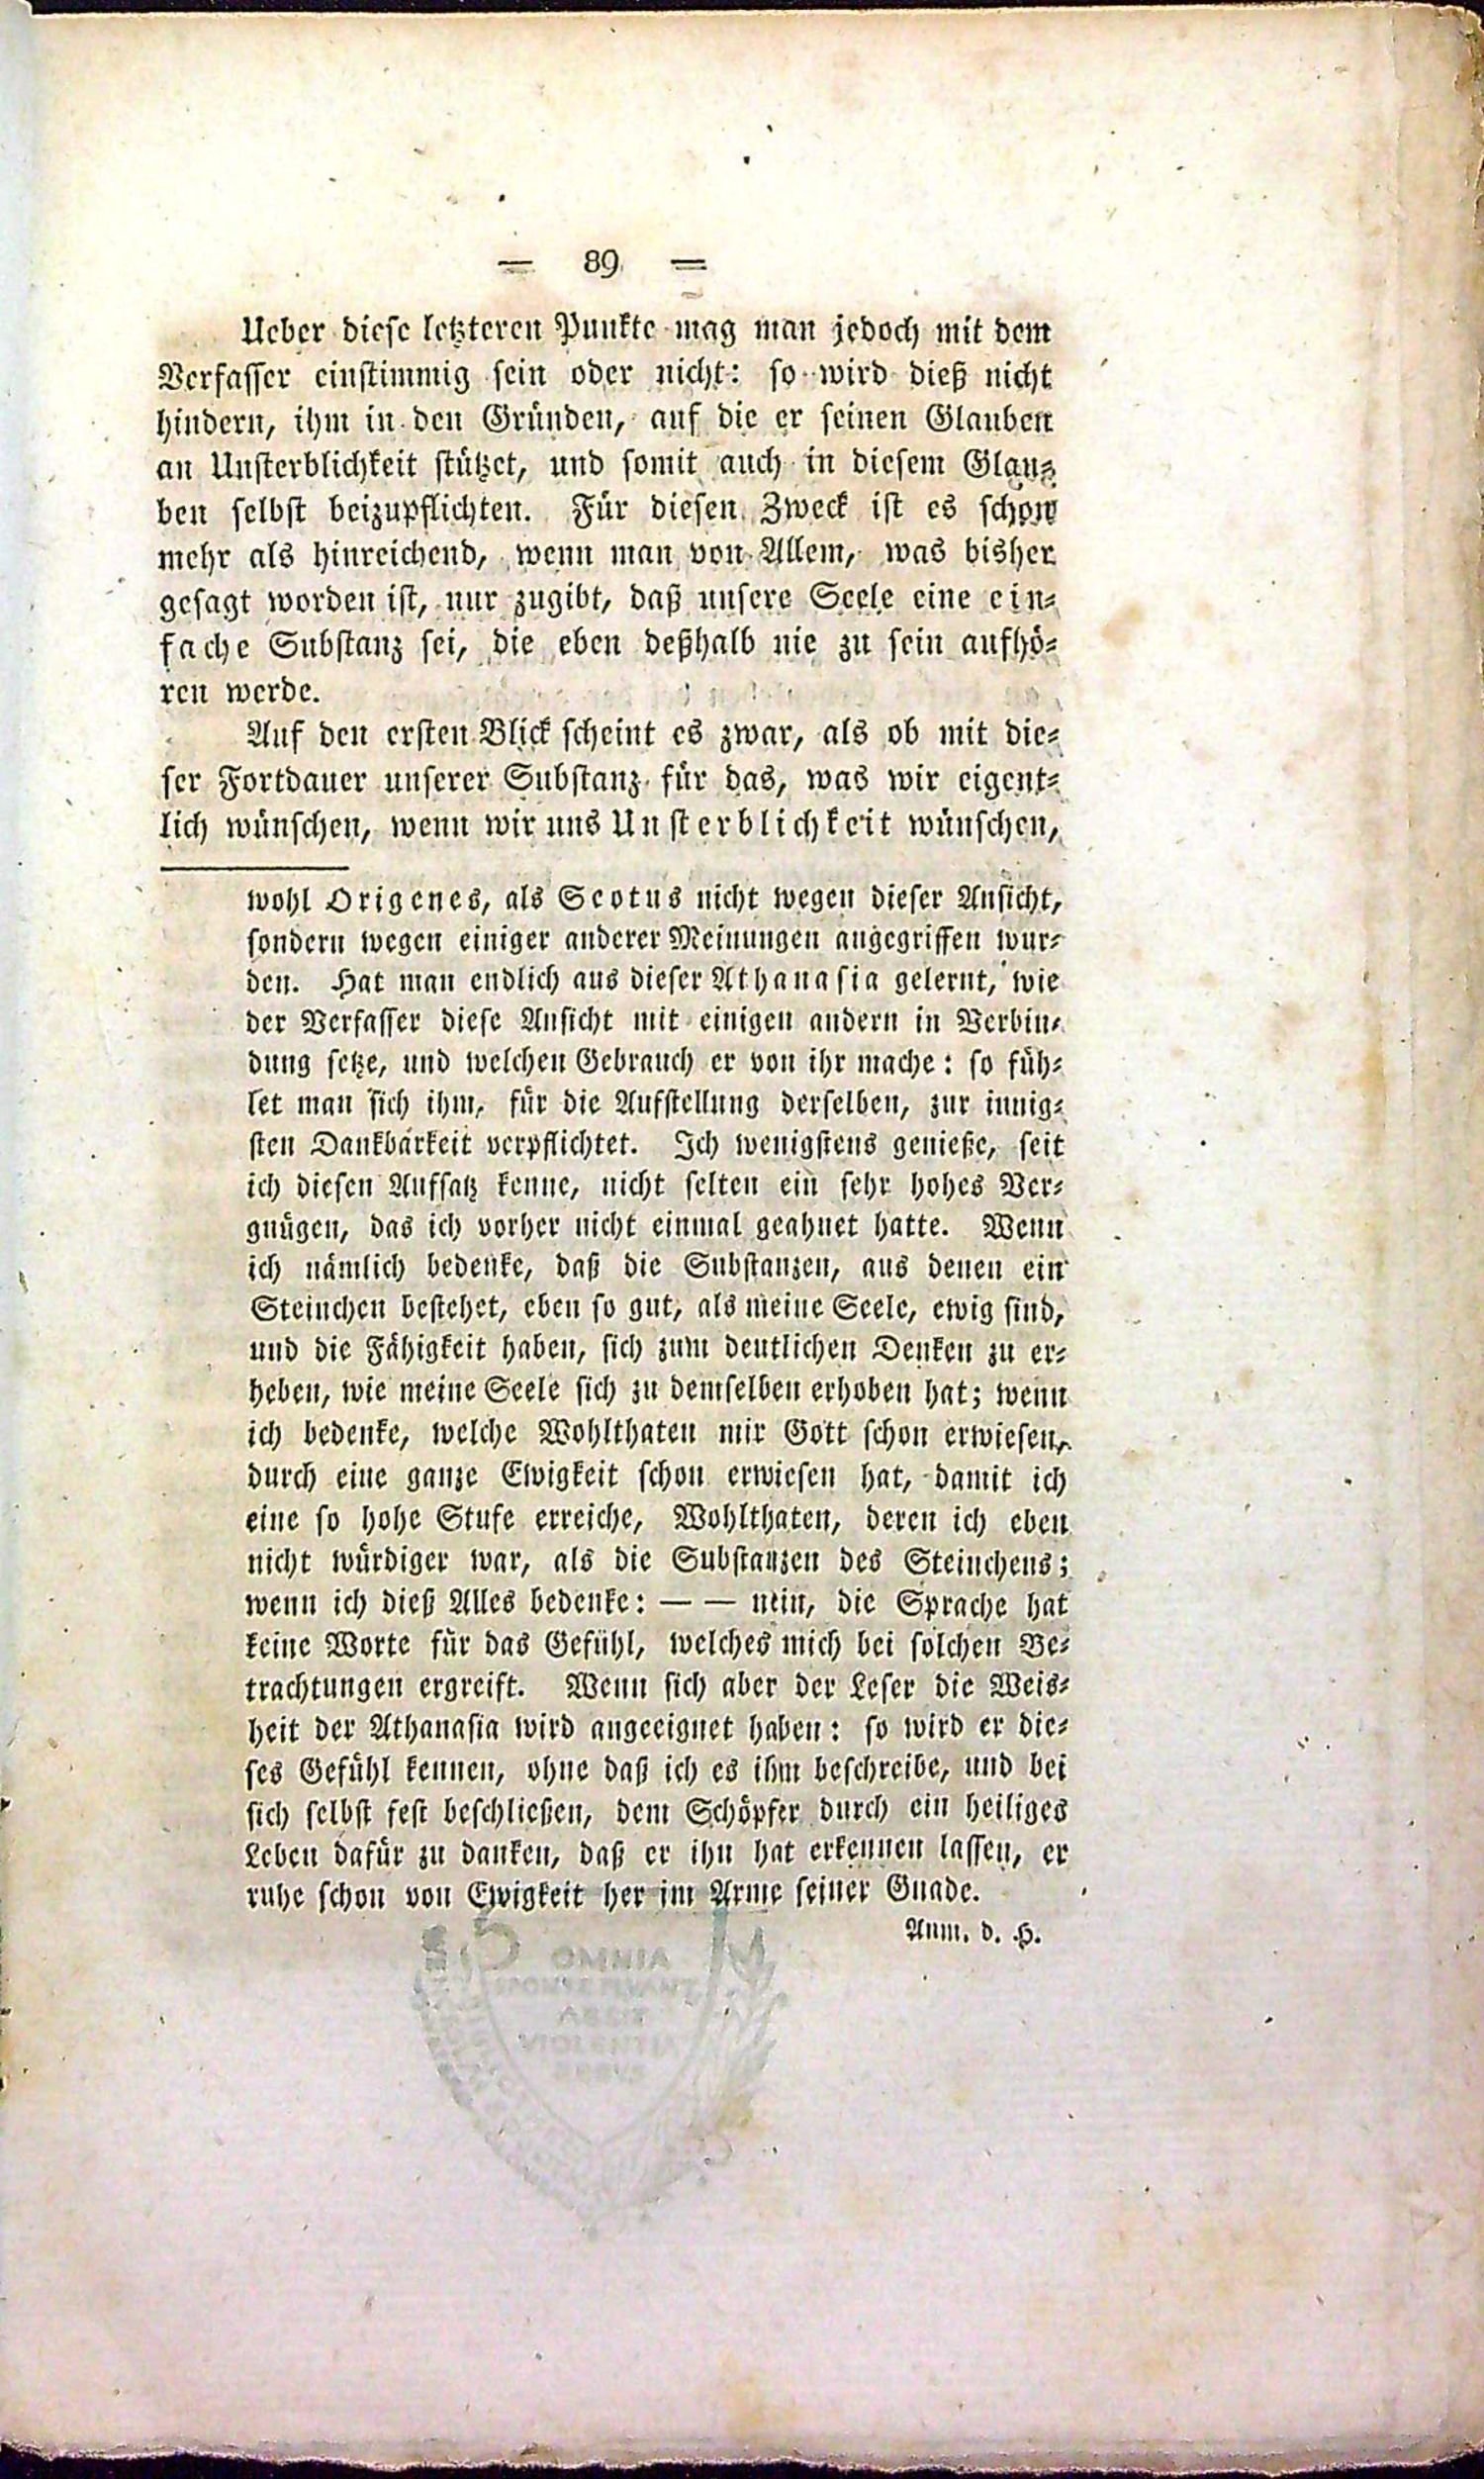 — 89 —
Ueber diese letzteren Punkte mag man jedoch mit dem
Verfasser einstimmig sein oder nicht: so wird dieß nicht
hindern, ihm in den Gründen, auf die er seinen Glauben
an Unsterblichkeit stützet, und somit auch in diesem Glau-
ben selbst beizupflichten. Für diesen Zweck ist es schon
mehr als hinreichend, wenn man von Allem, was bisher
gesagt worden ist, nur zugibt, daß unsere Seele eine ein-
fache Substanz sei, die eben deßhalb nie zu sein aufhö-
ren werde.
Auf den ersten Blick scheint es zwar, als ob mit die-
ser Fortdauer unserer Substanz für das, was wir eigent-
lich wünschen, wenn wir uns Unsterblichkeit wünschen,
wohl Origenes, als Scotus nicht wegen dieser Ansicht,
sondern wegen einiger anderer Meinungen angegriffen wur-
den. Hat man endlich aus dieser Athanasia gelernt, wie
der Verfasser diese Ansicht mit einigen andern in Verbin-
dung setze, und welchen Gebrauch er von ihr mache: so füh-
let man sich ihm, für die Aufstellung derselben, zur innig-
sten Dankbarkeit verpflichtet. Ich wenigstens genieße, seit
ich diesen Aufsatz kenne, nicht selten ein sehr hohes Ver-
gnügen, das ich vorher nicht einmal geahnet hatte. Wenn
ich nämlich bedenke, daß die Substanzen, aus denen ein
Steinchen bestehet, eben so gut, als meine Seele, ewig sind,
und die Fähigkeit haben, sich zum deutlichen Denken zu er-
heben, wie meine Seele sich zu demselben erhoben hat; wenn
ich bedenke, welche Wohlthaten mir Gott schon erwiesen,
durch eine ganze Ewigkeit schon erwiesen hat, damit ich
eine so hohe Stufe erreiche, Wohlthaten, deren ich eben
nicht würdiger war, als die Substanzen des Steinchens;
wenn ich dieß Alles bedenke: — — nein, die Sprache hat
keine Worte für das Gefühl, welches mich bei solchen Be-
trachtungen ergreift. Wenn sich aber der Leser die Weis-
heit der Athanasia wird angeeignet haben: so wird er die-
ses Gefühl kennen, ohne daß ich es ihm beschreibe, und bei
sich selbst fest beschließen, dem Schöpfer durch ein heiliges
Leben dafür zu danken, daß er ihn hat erkennen lassen, er
ruhe schon von Ewigkeit her im Arme seiner Gnade.
Anm. d. H.
OMNIA
SPONTE FLUANT
ABSIT
VIOLENTIA
REBUS